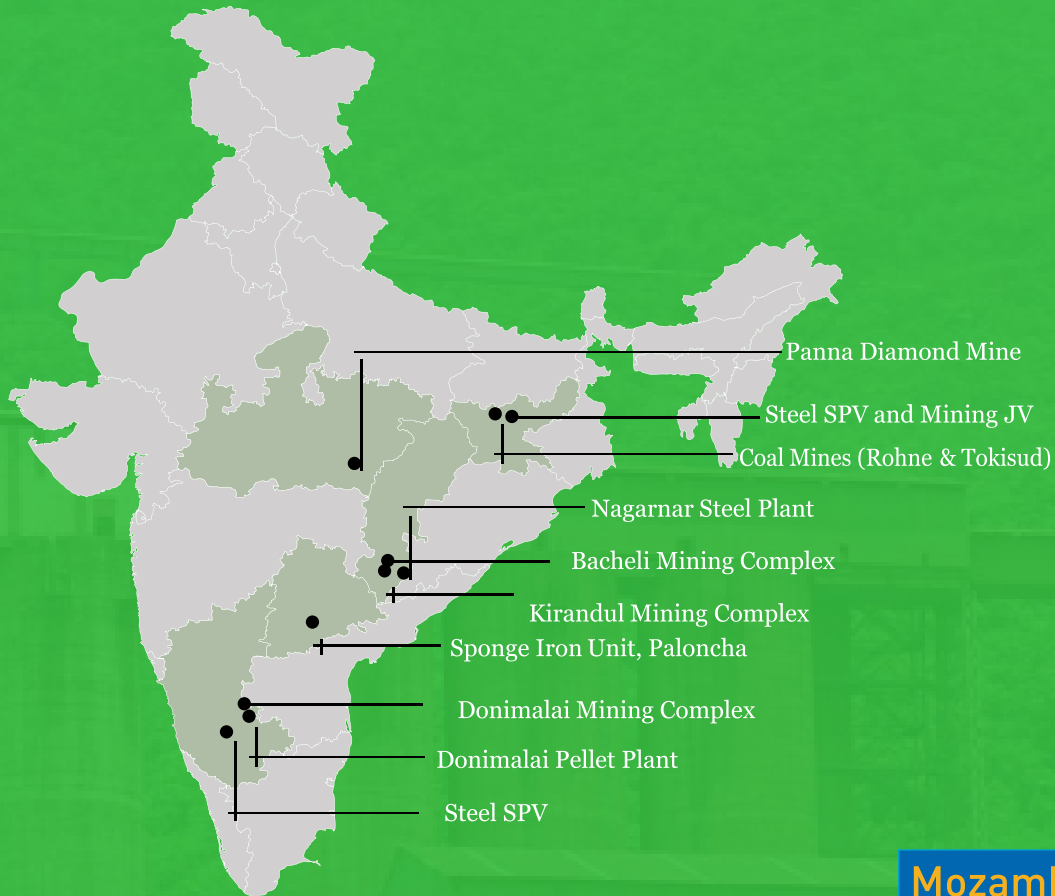 Panna Diamond Mine
Steel SPV and Mining JV
Coal Mines (Rohne & Tokisud)
Nagarnar Steel Plant
Bacheli Mining Complex
Kirandul Mining Complex
Sponge Iron Unit, Paloncha
Donimalai Mining Complex
Donimalai Pellet Plant
Steel SPV